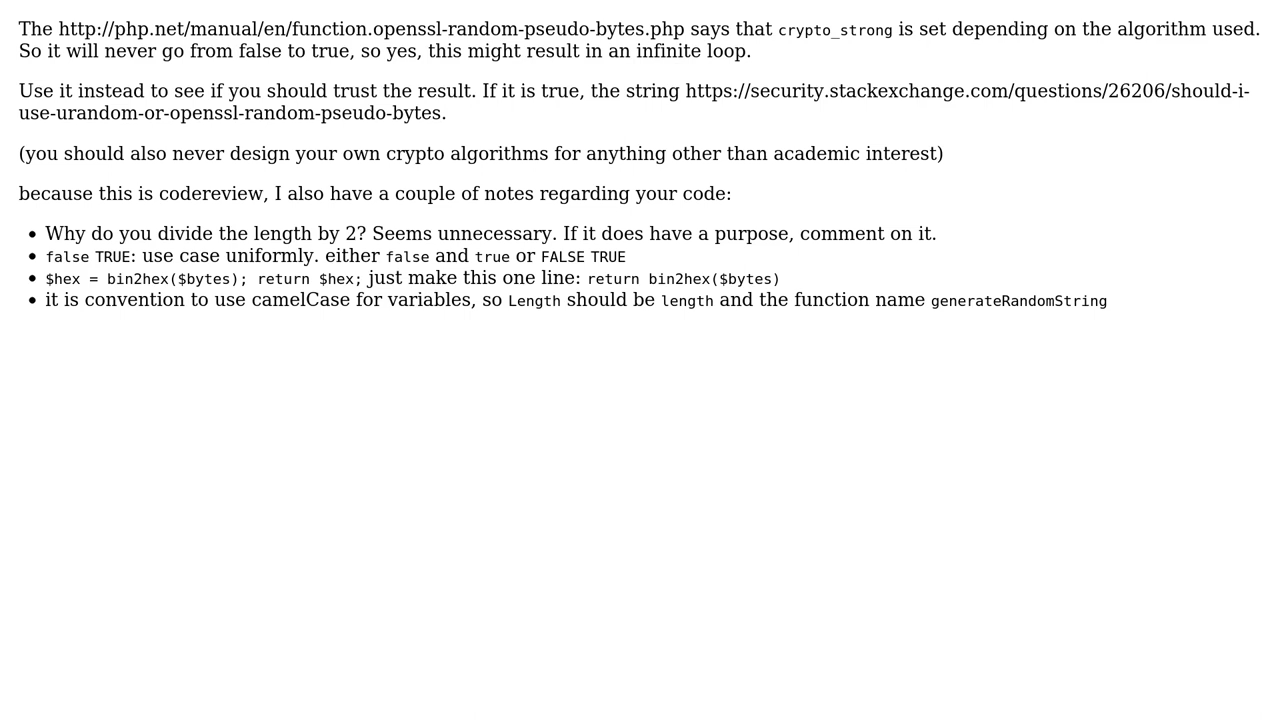 The http://php.net/manual/en/function.openssl-random-pseudo-bytes.php says that crypto_strong is set depending on the algorithm used.
So it will never go from false to true, so yes, this might result in an infinite loop.
Use it instead to see if you should trust the result. If it is true, the string https://security.stackexchange.com/questions/26206/should-i-
use-urandom-or-openssl-random-pseudo-bytes.
(you should also never design your own crypto algorithms for anything other than academic interest)
because this is codereview, I also have a couple of notes regarding your code:
• Why do you divide the length by 2? Seems unnecessary. If it does have a purpose, comment on it.
• false TRUE: use case uniformly. either false and true or FALSE TRUE
• $hex = bin2hex($bytes); return $hex; just make this one line: return bin2hex($bytes)
• it is convention to use camelCase for variables, so Length should be length and the function name generateRandomString